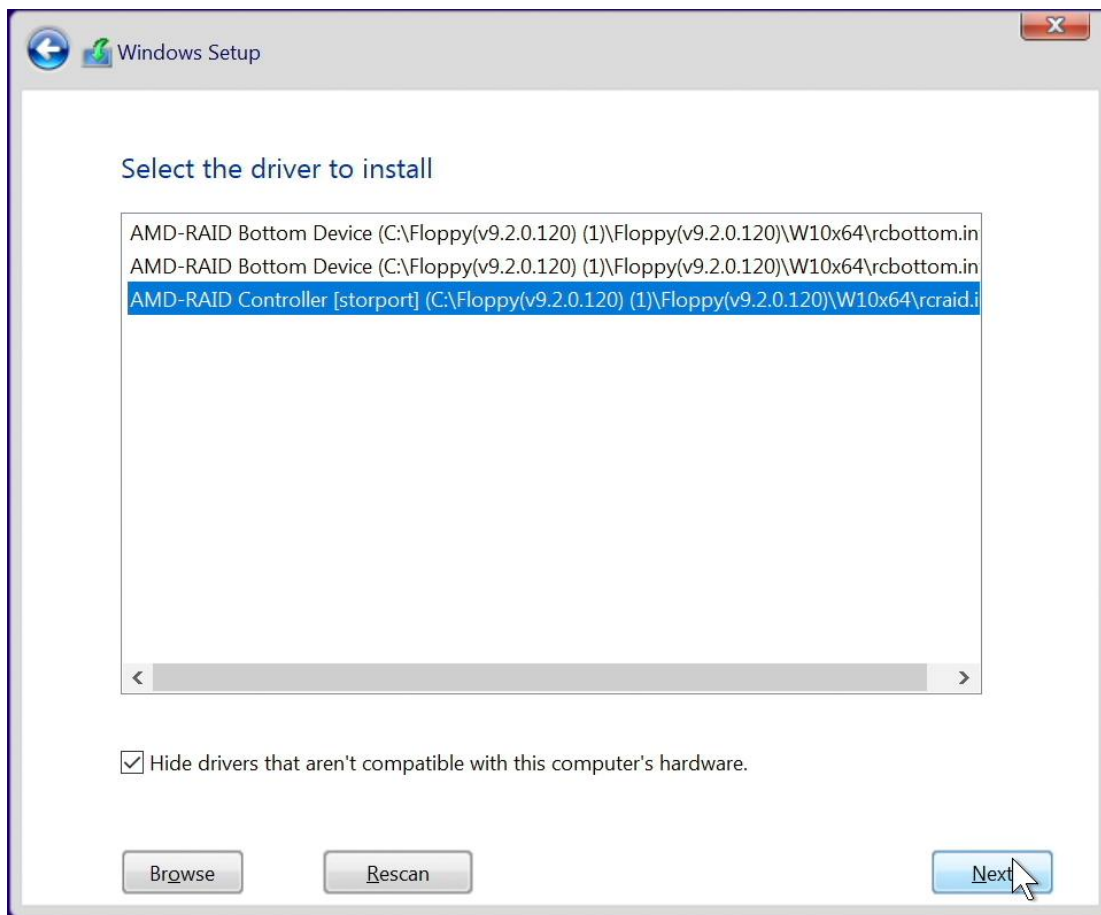 Windows Setup
Select the driver to install
AMD-RAID Bottom Device (C:\Floppy(v9.2.0.120) (1)\Floppy(v9.2.0.120)\W10x64\rcbottom.in
AMD-RAID Bottom Device (C:\Floppy(v9.2.0.120) (1)\Floppy(v9.2.0.120)\W10x64\rcbottom.in
AMD-RAID Controller [storport] (C:\Floppy(v9.2.0.120) (1)\Floppy(v9.2.0.120)\W10x64\rcraid.i
Hide drivers that aren't compatible with this computer's hardware.
Browse Rescan Next